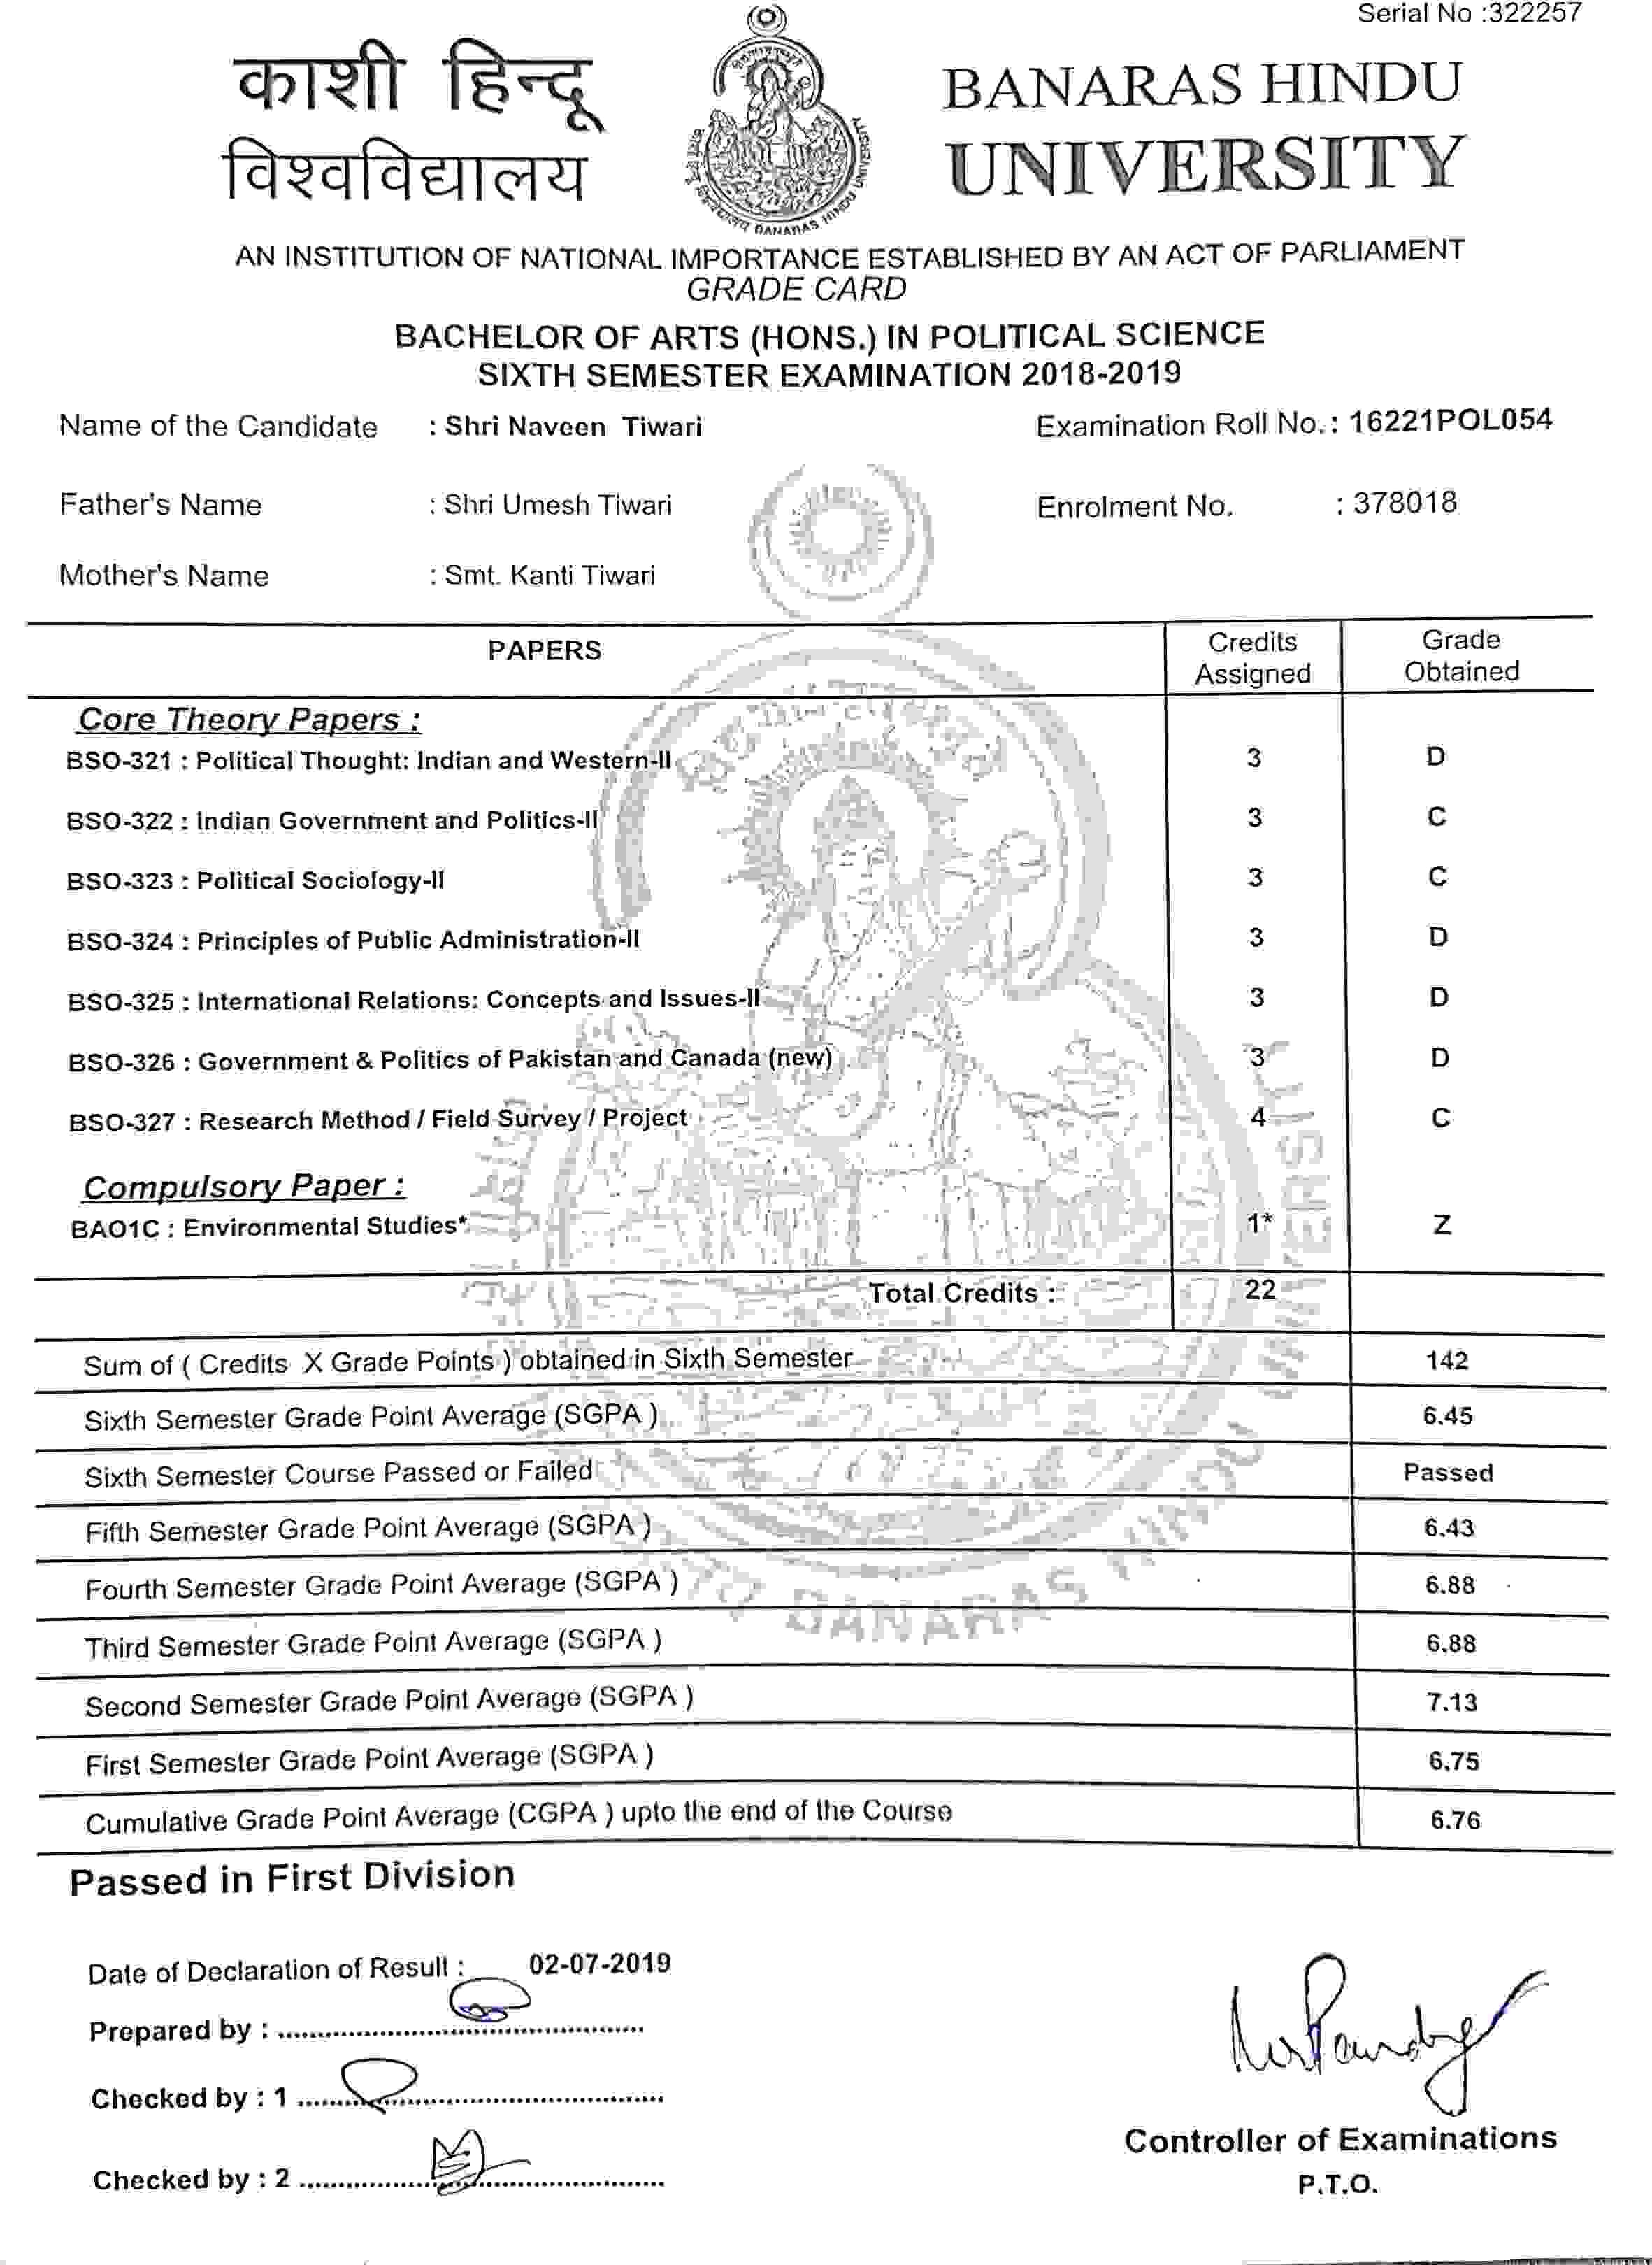 Serial No :322257
काशी हिन्दू
विश्वविद्यालय
BANARAS HINDU
UNIVERSITY
BANARAS HINDU UNIVERSITY
AN INSTITUTION OF NATIONAL IMPORTANCE ESTABLISHED BY AN ACT OF PARLIAMENT
GRADE CARD
BACHELOR OF ARTS (HONS.) IN POLITICAL SCIENCE
SIXTH SEMESTER EXAMINATION 2018-2019
Name of the Candidate : Shri Naveen Tiwari Examination Roll No. : 16221POL054
Father's Name : Shri Umesh Tiwari Enrolment No. : 378018
Mother's Name : Smt. Kanti Tiwari
PAPERS Credits Assigned Grade Obtained
Core Theory Papers :
BSO-321 : Political Thought: Indian and Western-II 3 D
BSO-322 : Indian Government and Politics-II 3 C
BSO-323 : Political Sociology-II 3 C
BSO-324 : Principles of Public Administration-II 3 D
BSO-325 : International Relations: Concepts and Issues-II 3 D
BSO-326 : Government & Politics of Pakistan and Canada (new) 3 D
BSO-327 : Research Method / Field Survey / Project 4 C
Compulsory Paper :
BAO1C : Environmental Studies* 1* Z
Total Credits : 22
Sum of ( Credits X Grade Points ) obtained in Sixth Semester 142
Sixth Semester Grade Point Average (SGPA ) 6.45
Sixth Semester Course Passed or Failed Passed
Fifth Semester Grade Point Average (SGPA ) 6.43
Fourth Semester Grade Point Average (SGPA ) 6.88
Third Semester Grade Point Average (SGPA ) 6.88
Second Semester Grade Point Average (SGPA ) 7.13
First Semester Grade Point Average (SGPA ) 6.75
Cumulative Grade Point Average (CGPA ) upto the end of the Course 6.76
Passed in First Division
Date of Declaration of Result : 02-07-2019
Prepared by :
Checked by : 1
Checked by : 2
Controller of Examinations
P.T.O.